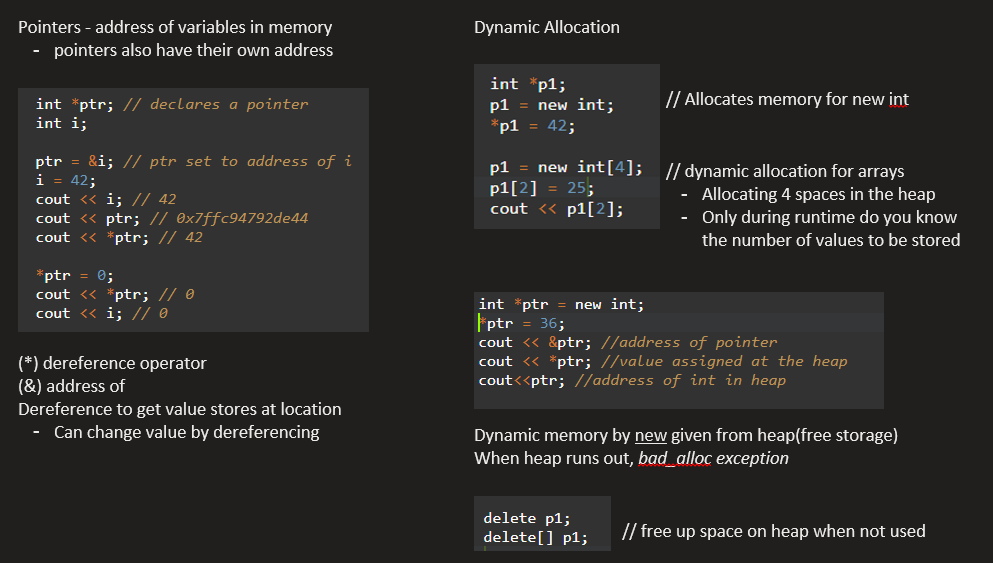 Pointers - address of variables in memory
- pointers also have their own address
int *ptr; // declares a pointer
int i;
ptr = &i; // ptr set to address of i
i = 42;
cout << i; // 42
cout << ptr; // 0x7ffc94792de44
cout << *ptr; // 42
*ptr = 0;
cout << *ptr; // 0
cout << i; // 0
(*) dereference operator
(&) address of
Dereference to get value stores at location
- Can change value by dereferencing
Dynamic Allocation
int *p1;
p1 = new int; // Allocates memory for new int
*p1 = 42;
p1 = new int[4]; // dynamic allocation for arrays
p1[2] = 25; - Allocating 4 spaces in the heap
cout << p1[2]; - Only during runtime do you know
the number of values to be stored
int *ptr = new int;
*ptr = 36;
cout << &ptr; //address of pointer
cout << *ptr; //value assigned at the heap
cout<<ptr; //address of int in heap
Dynamic memory by new given from heap(free storage)
When heap runs out, bad_alloc exception
delete p1;
delete[] p1; // free up space on heap when not used